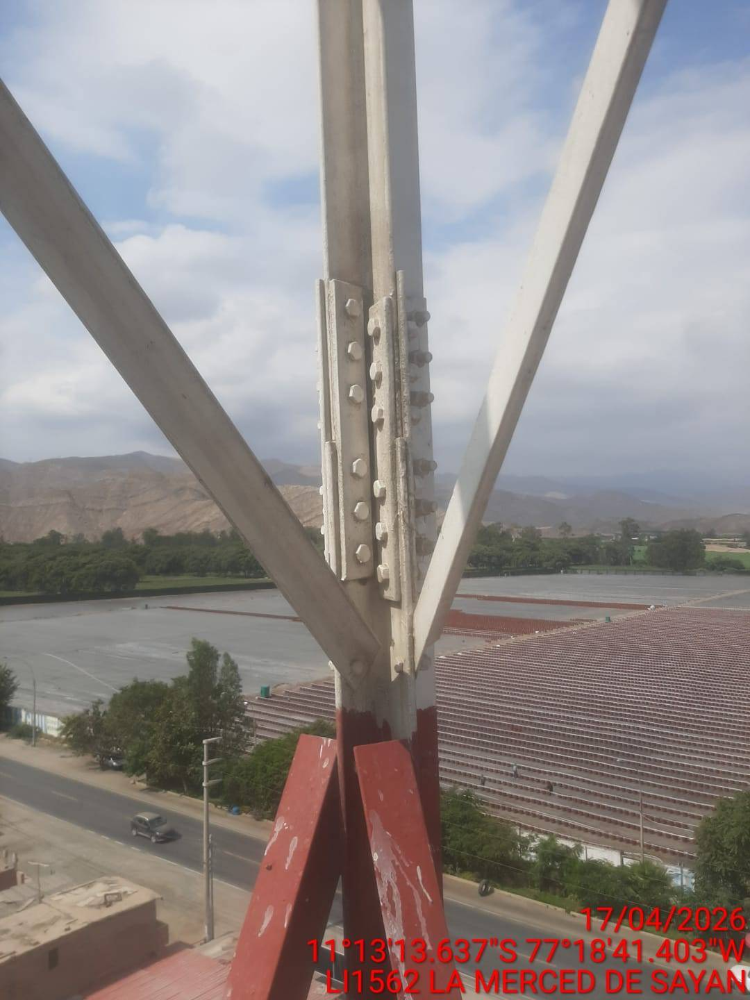 17/04/2026
11°13'13.637"S 77°18'41.403"W
LI1562 LA MERCED DE SAYAN